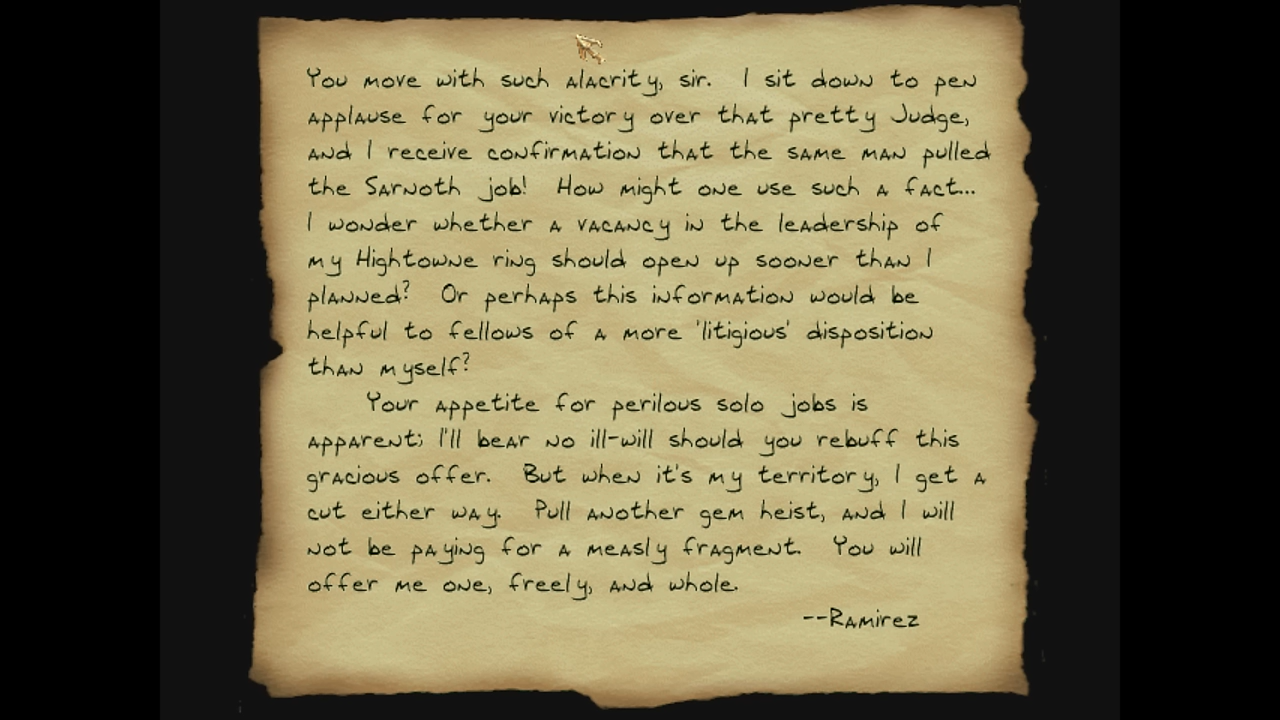 You move with such alacrity, sir. I sit down to pen
applause for your victory over that pretty Judge,
and I receive confirmation that the same man pulled
the Sarnoth job! How might one use such a fact...
I wonder whether a vacancy in the leadership of
my Hightowne ring should open up sooner than I
planned? Or perhaps this information would be
helpful to fellows of a more 'litigious' disposition
than myself?
Your appetite for perilous solo jobs is
apparent; I'll bear no ill-will should you rebuff this
gracious offer. But when it's my territory, I get a
cut either way. Pull another gem heist, and I will
not be paying for a measly fragment. You will
offer me one, freely, and whole.
--Ramirez